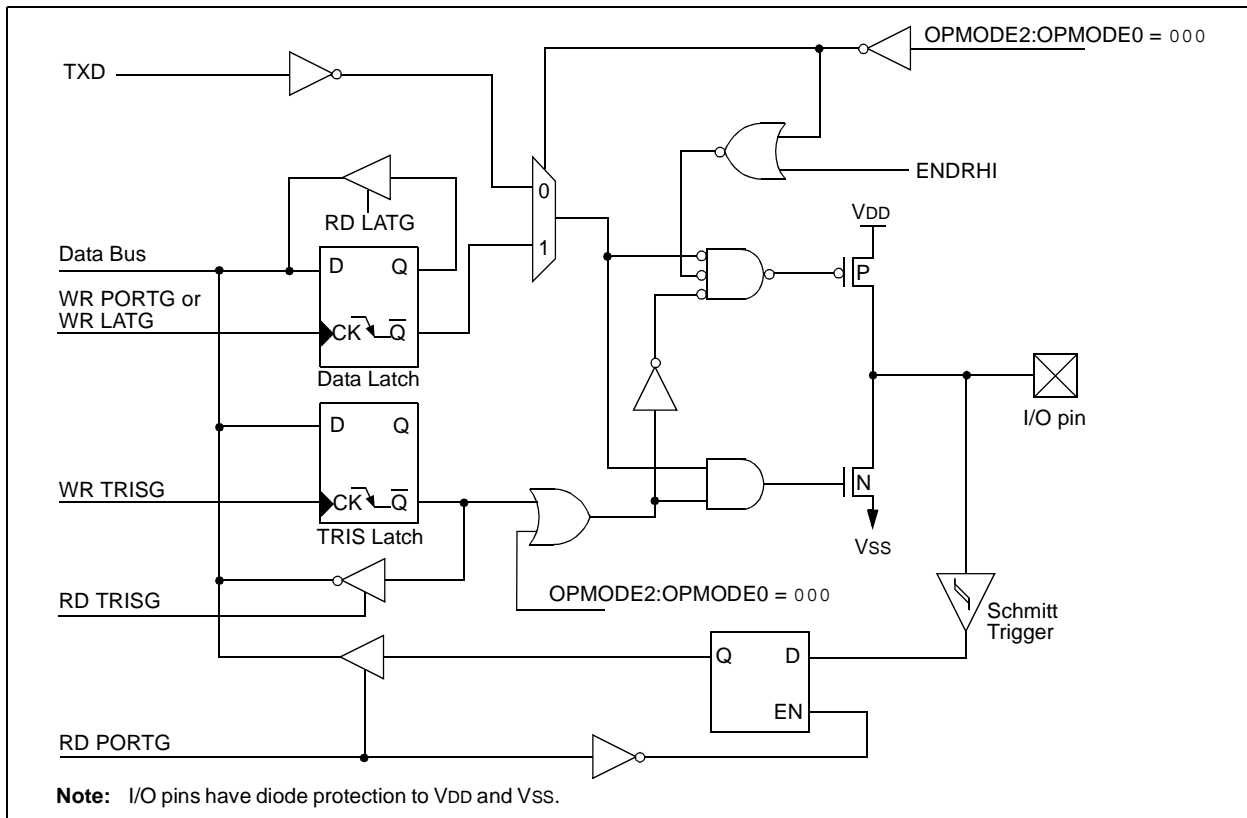 OPMODE2:OPMODE0 = 000
TXD
0
ENDRHI
RD LATG
VDD
1
Data Bus
D Q
P
WR PORTG or
WR LATG
CK Q
Data Latch
I/O pin
D Q
WR TRISG
CK Q
N
TRIS Latch
VSS
OPMODE2:OPMODE0 = 000
RD TRISG
Schmitt
Trigger
Q D
EN
RD PORTG
Note: I/O pins have diode protection to VDD and VSS.